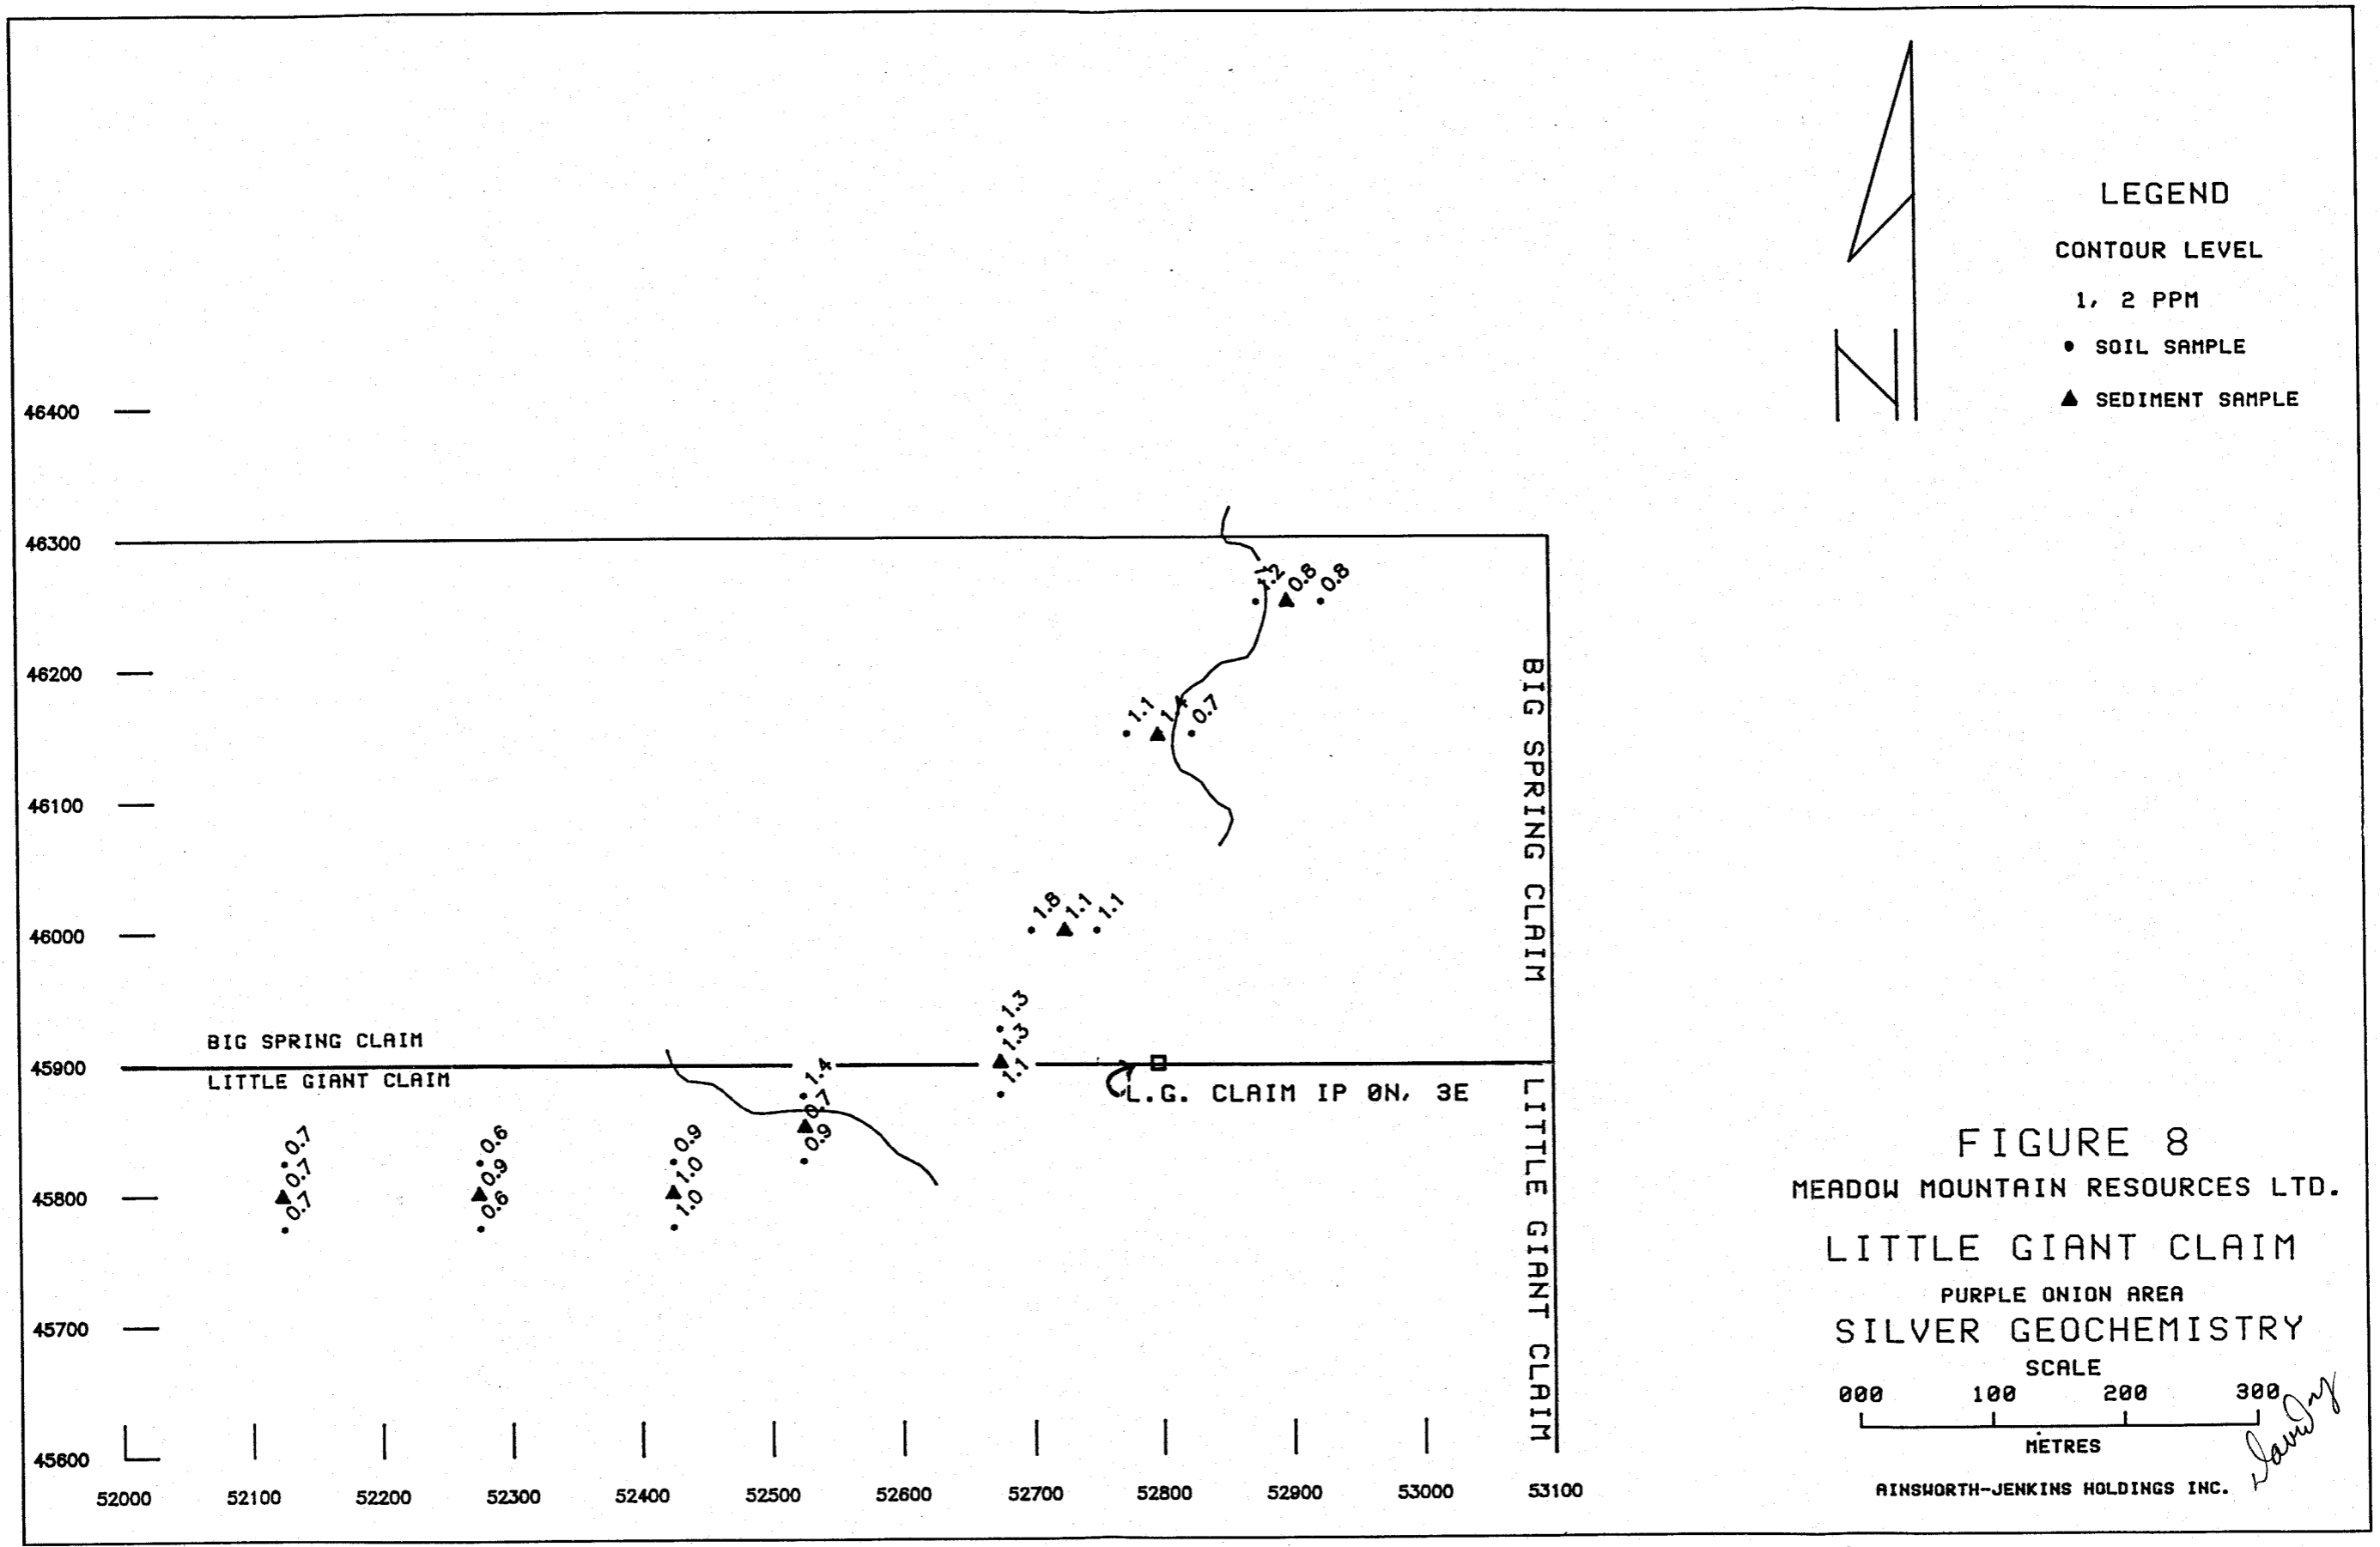 LEGEND
CONTOUR LEVEL
1, 2 PPM
SOIL SAMPLE
SEDIMENT SAMPLE
N
46400
46300
46200
46100
46000
45900
45800
45700
45600
52000 52100 52200 52300 52400 52500 52600 52700 52800 52900 53000 53100
1.2 0.8 0.8
1.1 1.4 0.7
1.8 1.1 1.1
1.3
1.3
1.1
1.4
0.7
0.9
0.9
1.0
1.0
0.6
0.9
0.6
0.7
0.7
0.7
BIG SPRING CLAIM
LITTLE GIANT CLAIM
L.G. CLAIM IP 0N, 3E
BIG SPRING CLAIM
LITTLE GIANT CLAIM
FIGURE 8
MEADOW MOUNTAIN RESOURCES LTD.
LITTLE GIANT CLAIM
PURPLE ONION AREA
SILVER GEOCHEMISTRY
SCALE
000 100 200 300
METRES
AINSWORTH-JENKINS HOLDINGS INC.